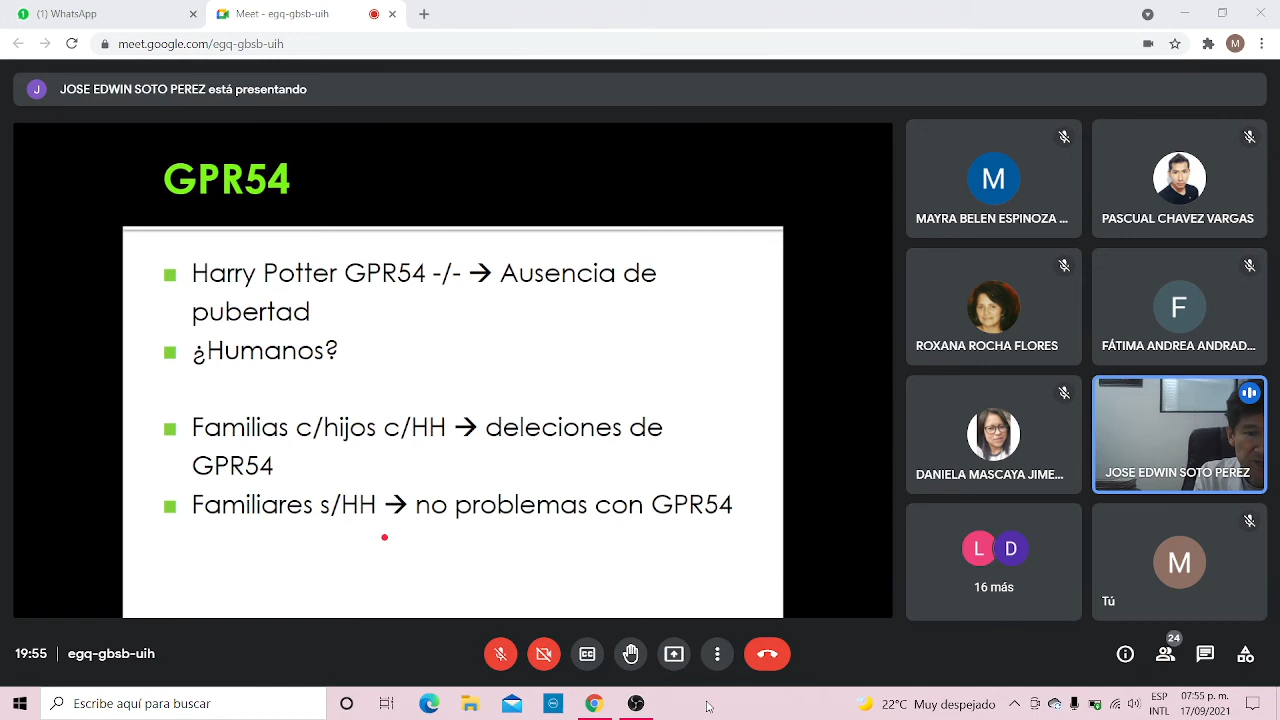 (1) WhatsApp
Meet - egq-gbsb-uih
meet.google.com/egq-gbsb-uih
M
J
JOSE EDWIN SOTO PEREZ está presentando
GPR54
Harry Potter GPR54 -/- → Ausencia de
pubertad
¿Humanos?
Familias c/hijos c/HH → deleciones de
GPR54
Familiares s/HH → no problemas con GPR54
M
MAYRA BELEN ESPINOZA ...
PASCUAL CHAVEZ VARGAS
ROXANA ROCHA FLORES
F
FÁTIMA ANDREA ANDRAD...
DANIELA MASCAYA JIME...
JOSE EDWIN SOTO PEREZ
L D
16 más
M
Tú
19:55 | egq-gbsb-uih
24
Escribe aquí para buscar
22°C Muy despejado
ESP
INTL
07:55 p. m.
17/09/2021